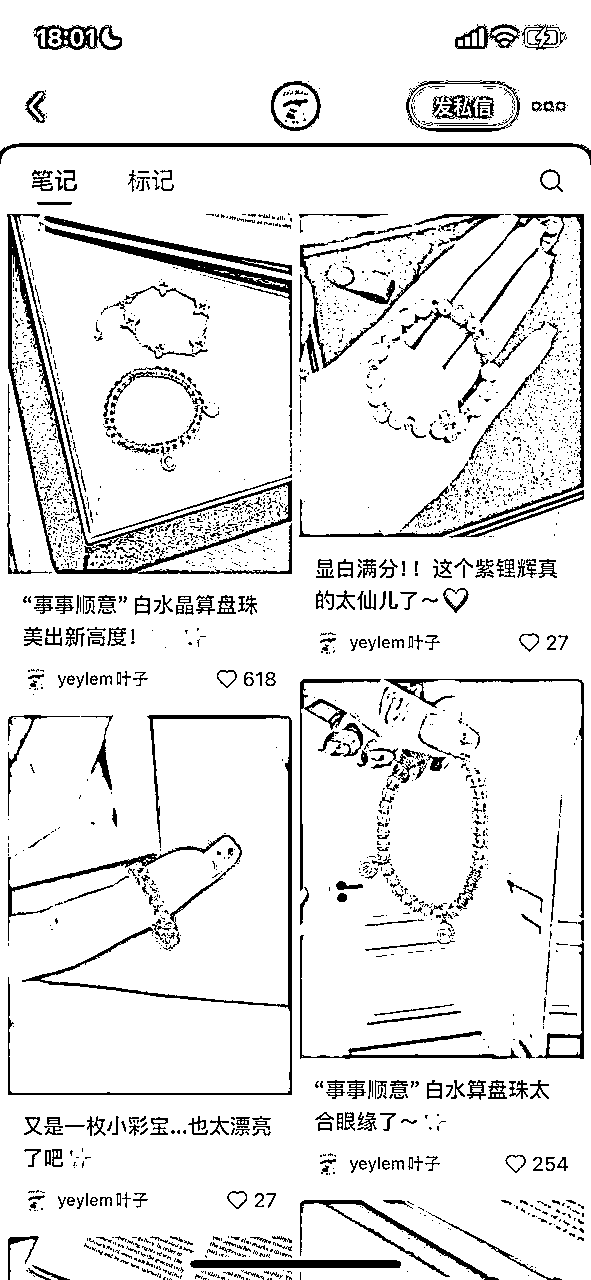 18:01
发私信
笔记
标记
“事事顺意” 白水晶算盘珠
美出新高度！
yeylem叶子
618
显白满分！！这个紫锂辉真
的太仙儿了～
yeylem叶子
27
又是一枚小彩宝...也太漂亮
了吧
yeylem叶子
27
“事事顺意” 白水算盘珠太
合眼缘了～
yeylem叶子
254